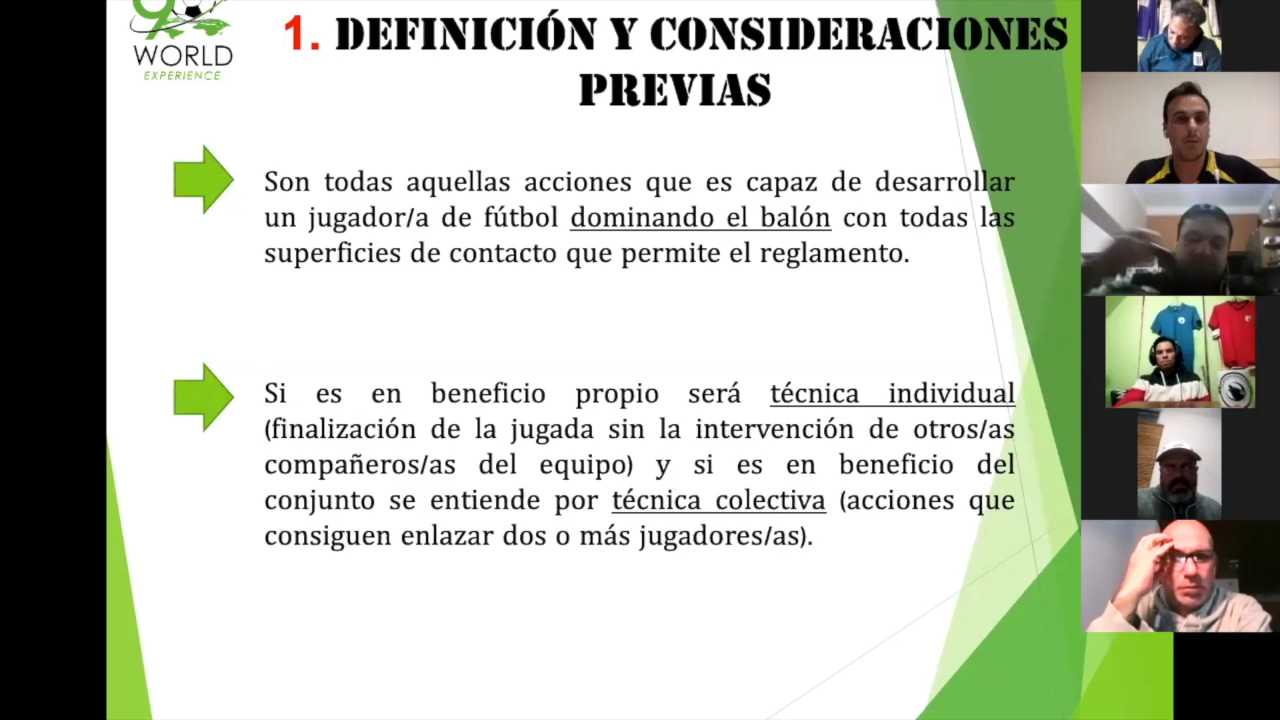 WORLD
EXPERIENCE
1. DEFINICIÓN Y CONSIDERACIONES
PREVIAS
Son todas aquellas acciones que es capaz de desarrollar
un jugador/a de fútbol dominando el balón con todas las
superficies de contacto que permite el reglamento.
Si es en beneficio propio será técnica individual
(finalización de la jugada sin la intervención de otros/as
compañeros/as del equipo) y si es en beneficio del
conjunto se entiende por técnica colectiva (acciones que
consiguen enlazar dos o más jugadores/as).